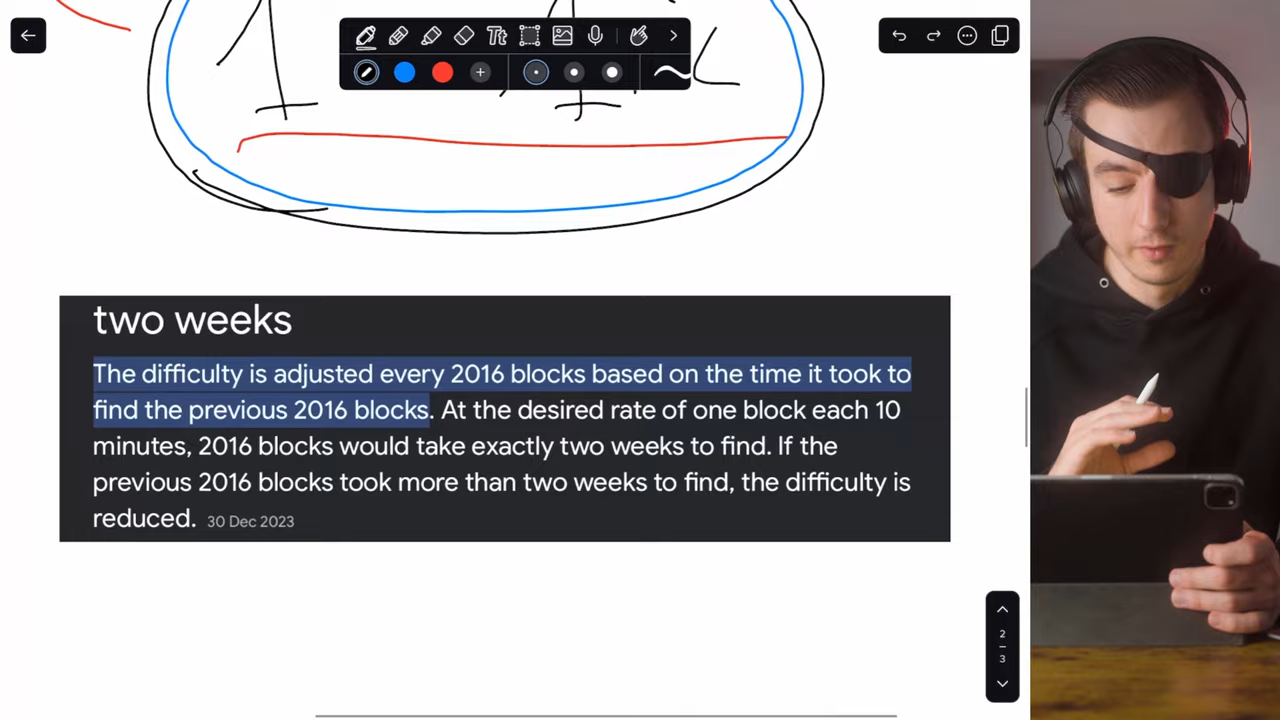 Tt
two weeks
The difficulty is adjusted every 2016 blocks based on the time it took to
find the previous 2016 blocks. At the desired rate of one block each 10
minutes, 2016 blocks would take exactly two weeks to find. If the
previous 2016 blocks took more than two weeks to find, the difficulty is
reduced. 30 Dec 2023
2
3